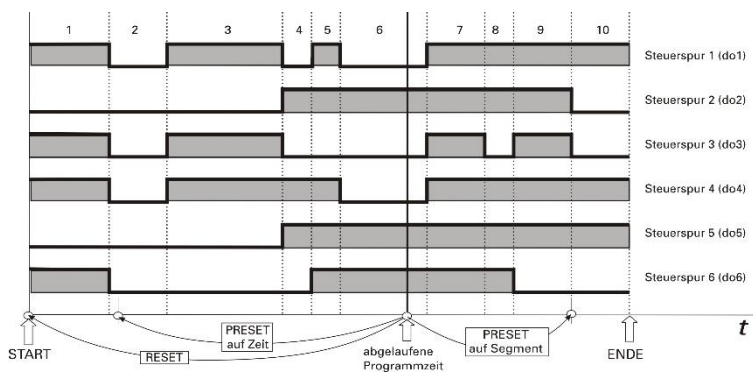 1 2 3 4 5 6 7 8 9 10
Steuerspur 1 (do1)
Steuerspur 2 (do2)
Steuerspur 3 (do3)
Steuerspur 4 (do4)
Steuerspur 5 (do5)
Steuerspur 6 (do6)
START
RESET
PRESET
auf Zeit
abgelaufene
Programmzeit
PRESET
auf Segment
ENDE
t